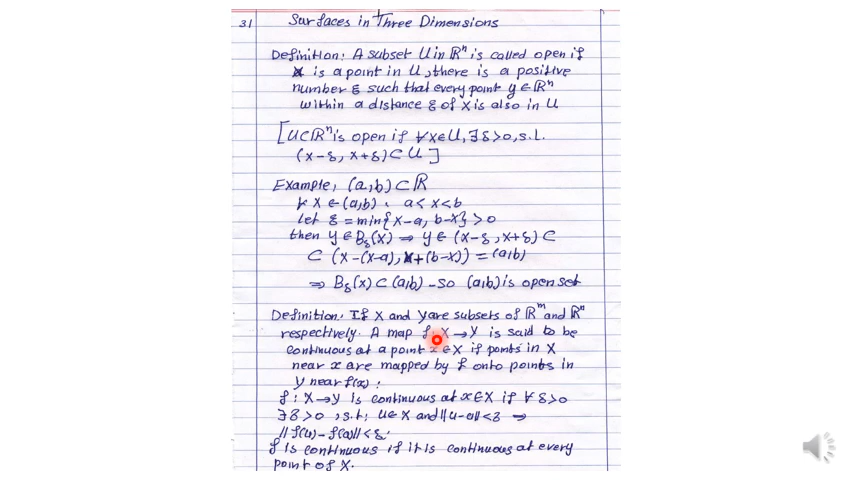 31 Surfaces in Three Dimensions
Definition: A subset U in ℝⁿ is called open if
x is a point in U, there is a positive
number ε such that every point y ∈ ℝⁿ
within a distance ε of X is also in U
[U⊂ℝⁿ is open if ∀x∈U, ∃ε>0, s.t.
(x-ε, x+ε)⊂U]
Example, (a,b)⊂ℝ
∀ x ∈ (a,b), a<x<b
let ε = min{x-a, b-x} > 0
then y∈Bε(x) ⇒ y∈(x-ε, x+ε) ⊂
⊂ (x-(x-a), x+(b-x)) = (a,b)
⇒ Bε(x) ⊂ (a,b) - so (a,b) is open set
Definition: If X and Y are subsets of ℝᵐ and ℝⁿ
respectively. A map f: X→Y is said to be
continuous at a point x∈X if points in X
near x are mapped by f onto points in
Y near f(x).
f: X→Y is continuous at x∈X if ∀ε>0
∃δ>0, s.t, u∈X and ||u-a||<δ ⇒
||f(u)-f(a)||<ε.
f is continuous if it is continuous at every
point of X.